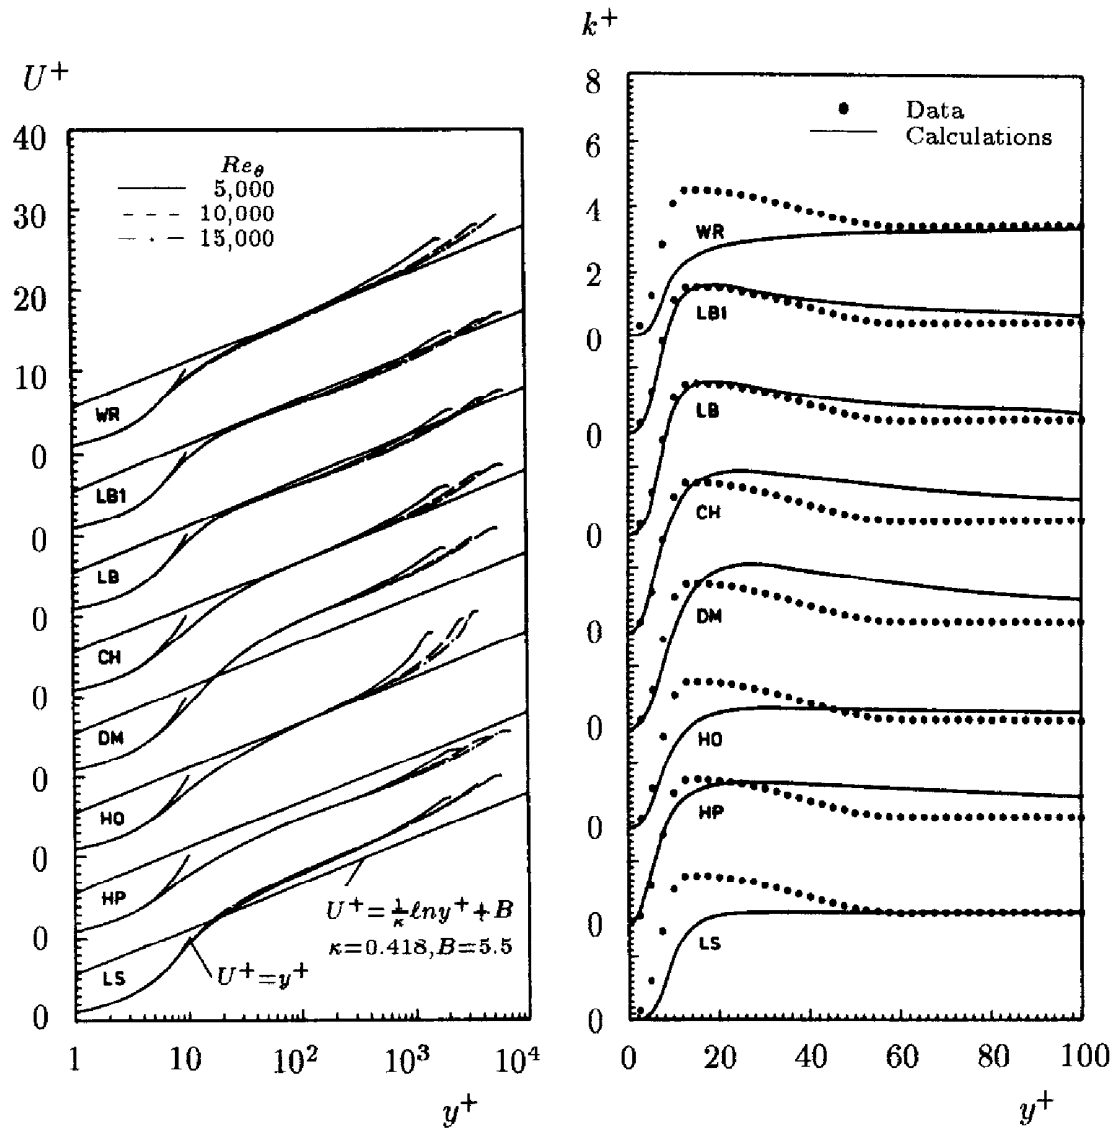 U⁺
40
30
20
10
0
0
0
0
0
0
0
0
Re_θ
5,000
10,000
15,000
WR
LB1
LB
CH
DM
HO
HP
LS
U⁺=1/κ ℓny⁺+B
κ=0.418,B=5.5
U⁺=y⁺
1
10
10²
10³
10⁴
y⁺
k⁺
8
6
4
2
0
0
0
0
0
0
0
0
Data
Calculations
WR
LB1
LB
CH
DM
HO
HP
LS
0
20
40
60
80
100
y⁺